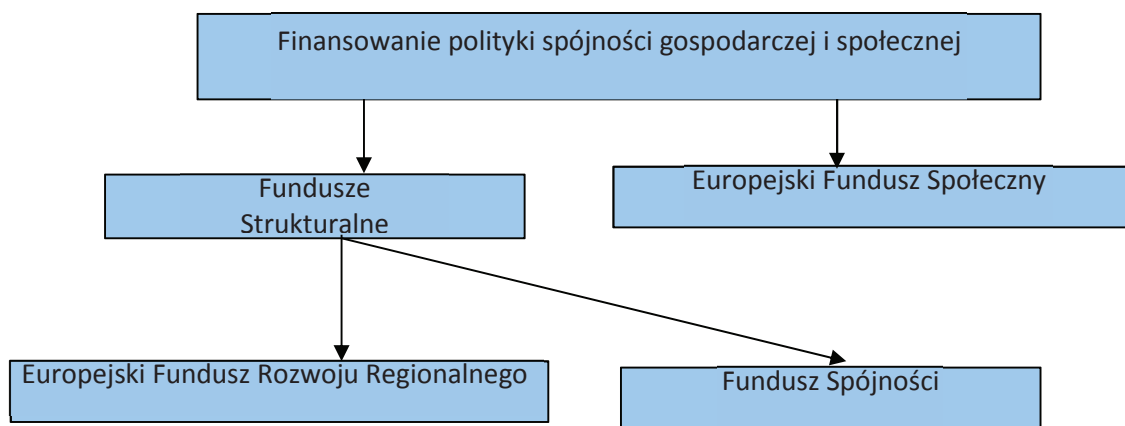 Finansowanie polityki spójności gospodarczej i społecznej
Fundusze
Strukturalne
Europejski Fundusz Społeczny
Europejski Fundusz Rozwoju Regionalnego
Fundusz Spójności